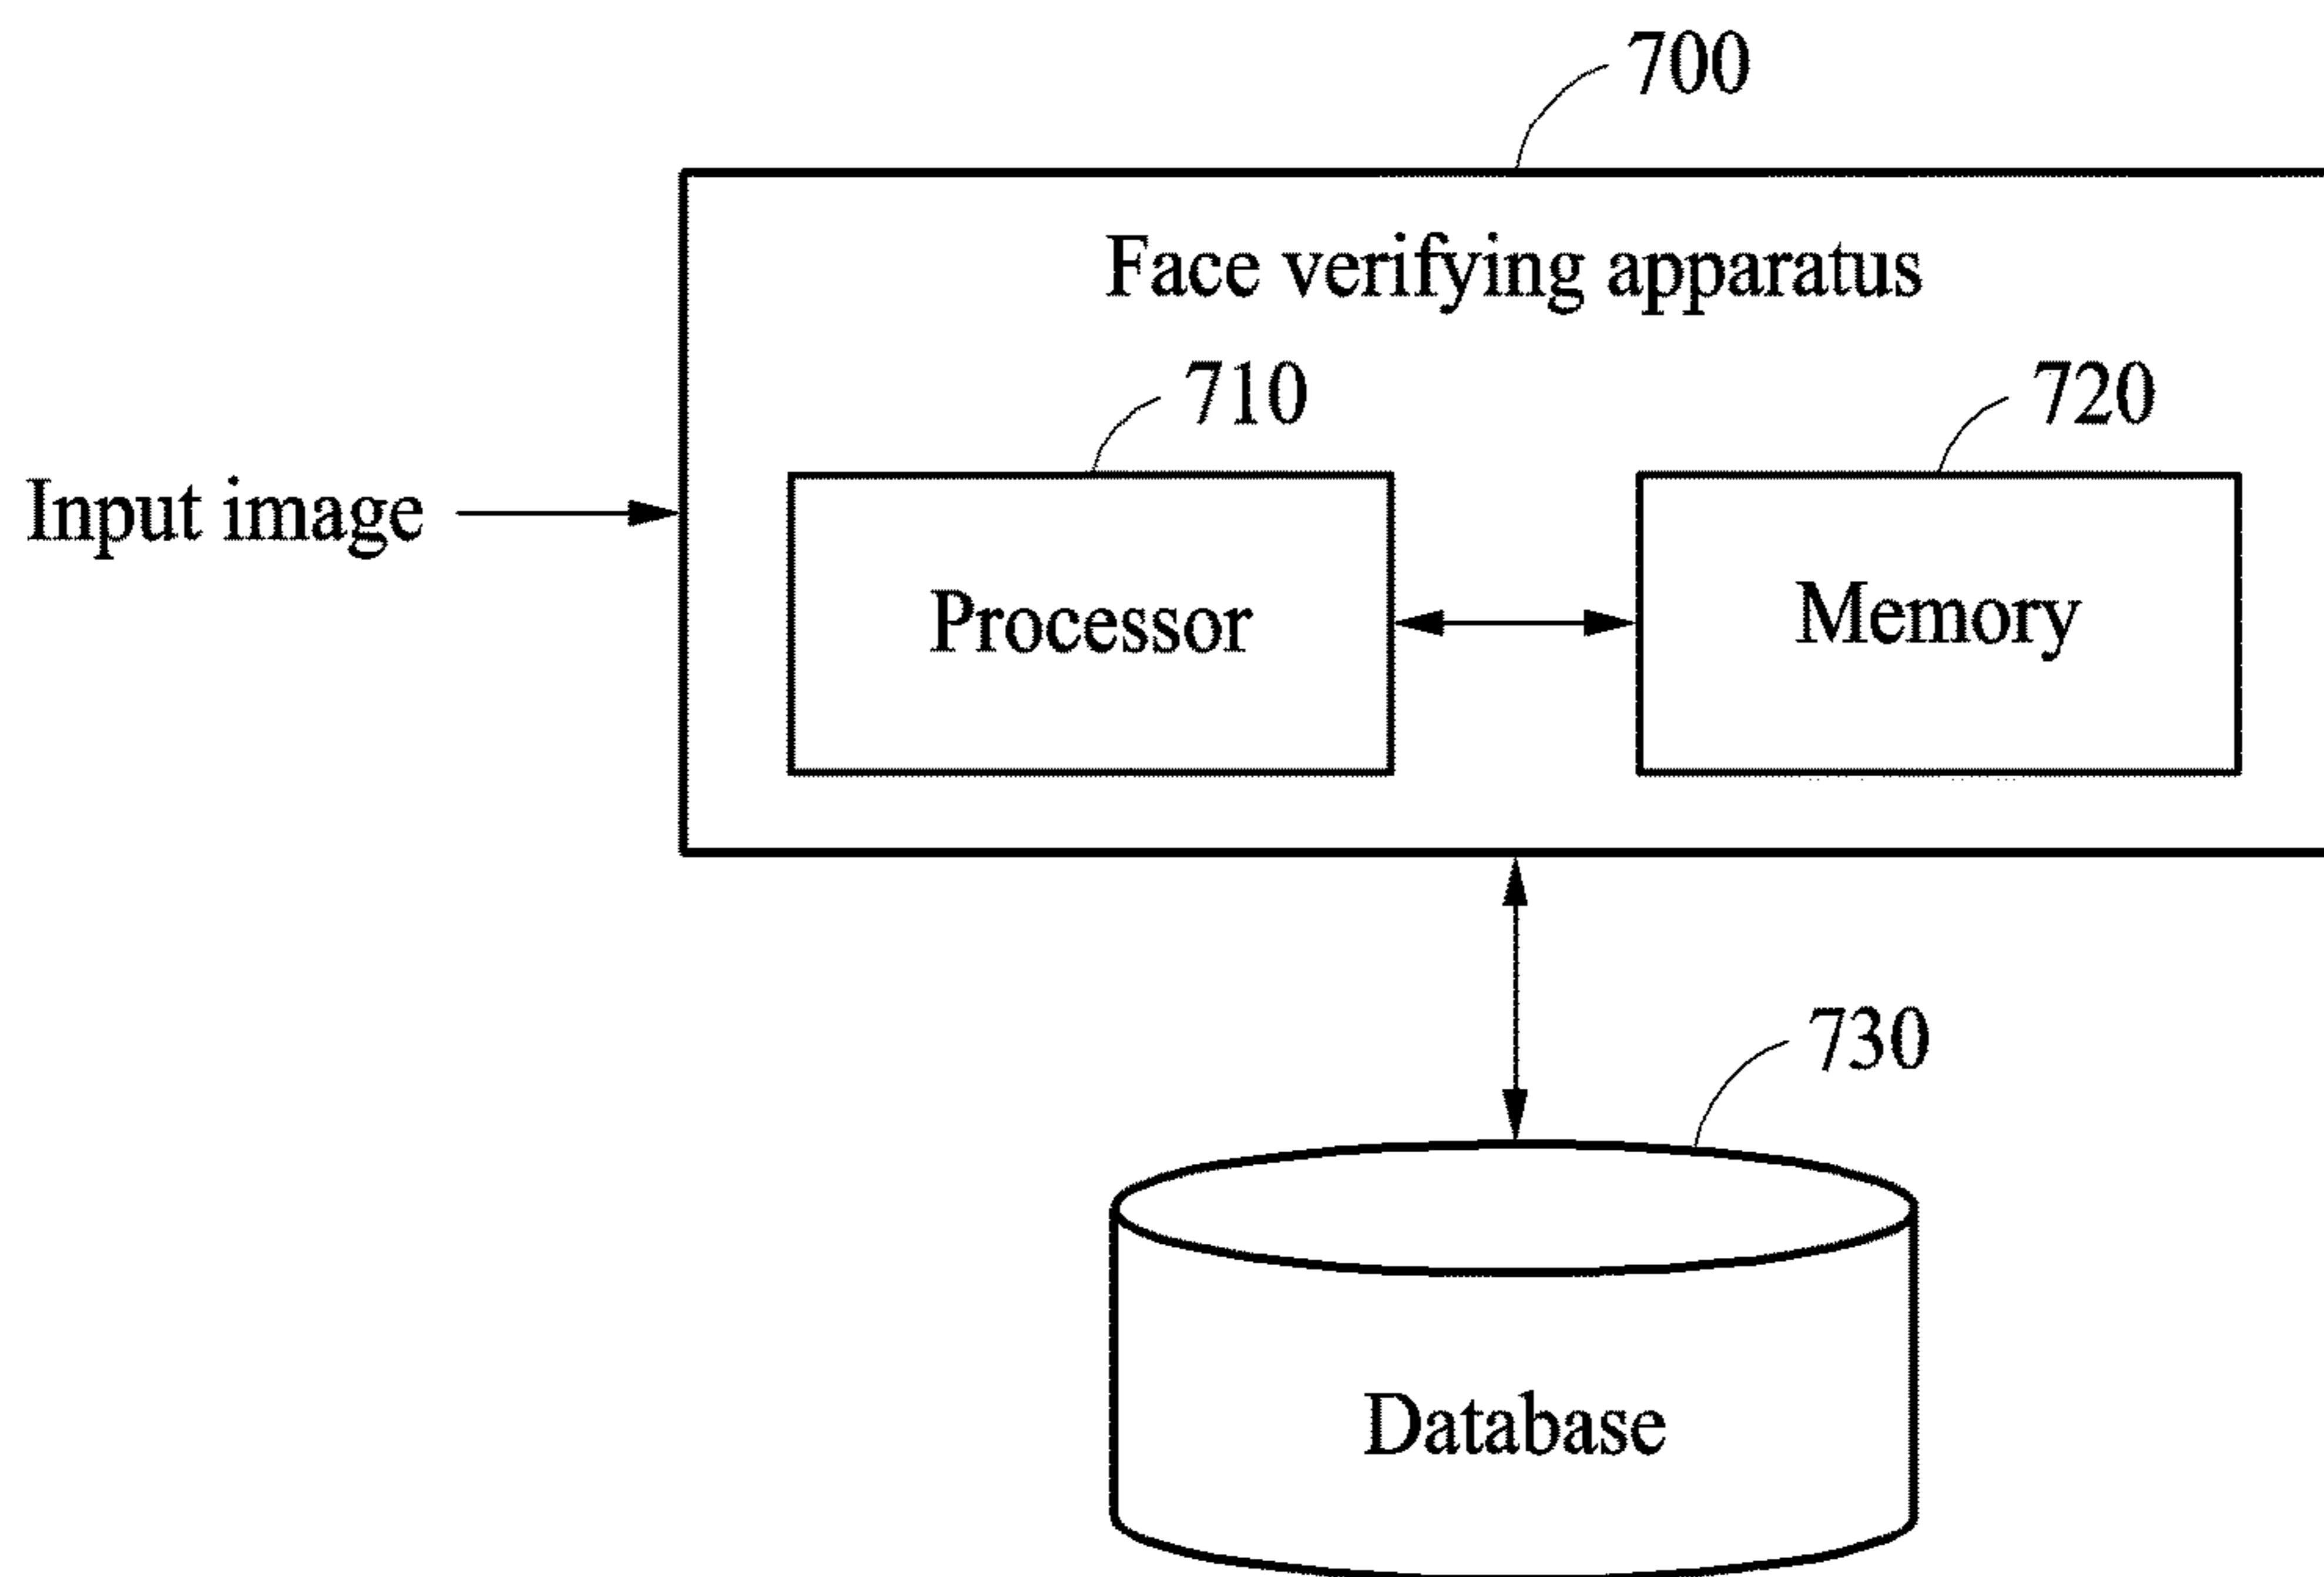 700
Face verifying apparatus
710
720
Input image
Processor
Memory
730
Database